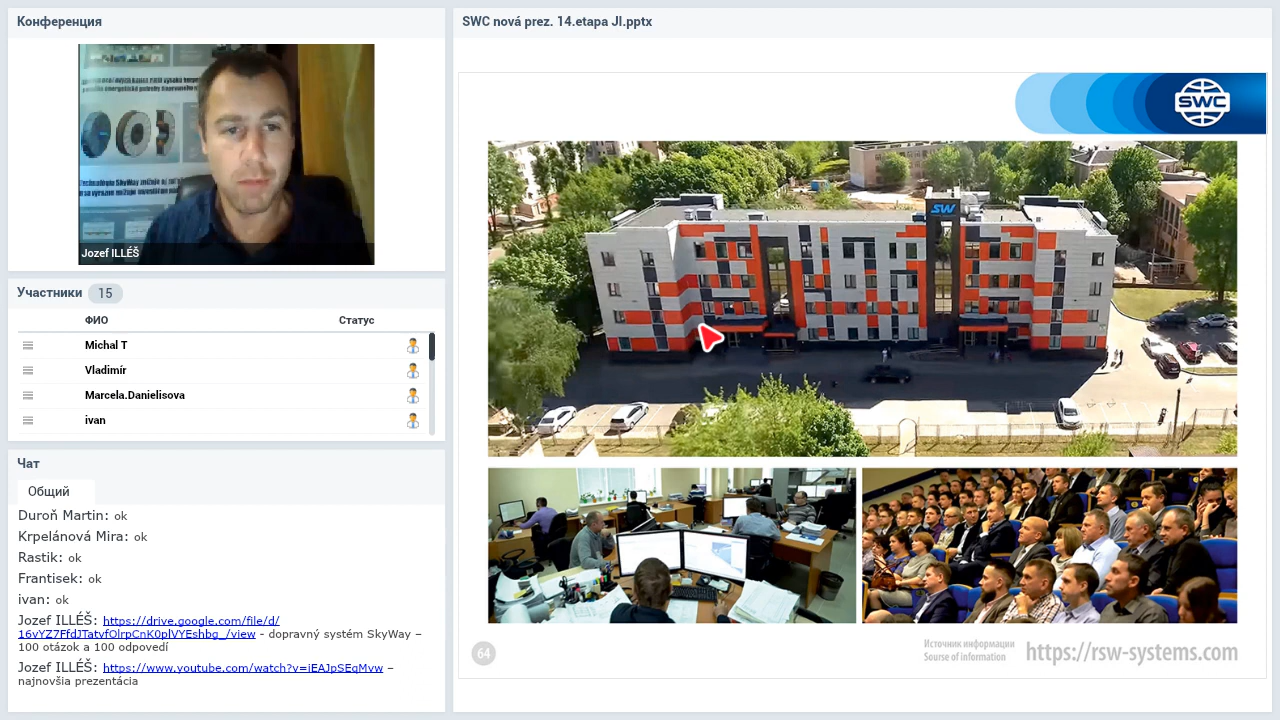 Конференция
Jozef ILLÉŠ
Участники 15
ФИО Статус
Michal T
Vladimír
Marcela.Danielisova
ivan
Чат
Общий
Duroň Martin: ok
Krpelánová Mira: ok
Rastik: ok
Frantisek: ok
ivan: ok
Jozef ILLÉŠ: https://drive.google.com/file/d/
16vYZ7FfdJTatvfOlrpCnK0plVYEshbg_/view - dopravný systém SkyWay –
100 otázok a 100 odpovedí
Jozef ILLÉŠ: https://www.youtube.com/watch?v=iEAJpSEqMvw –
najnovšia prezentácia
SWC nová prez. 14.etapa JI.pptx
SWC
SW
64
Источник информации
Sourse of information
https://rsw-systems.com